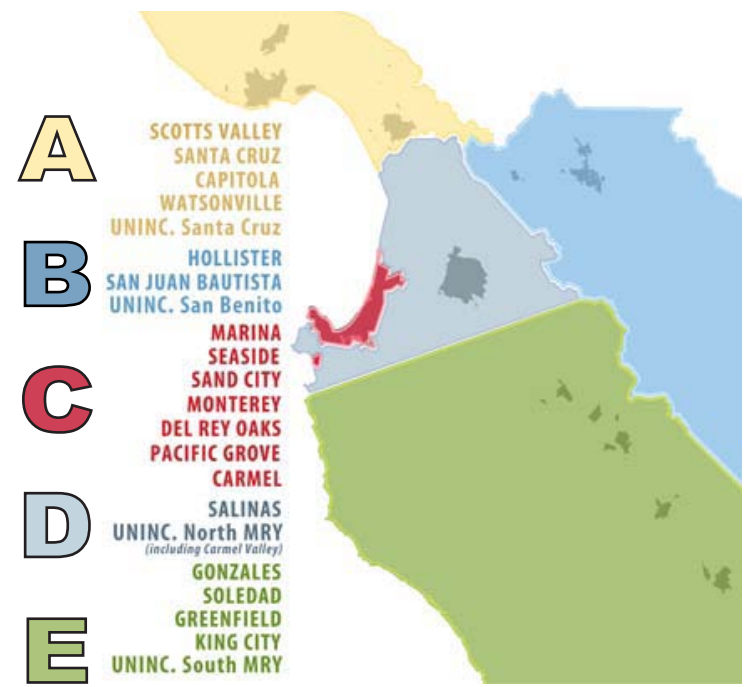 A
SCOTTS VALLEY
SANTA CRUZ
CAPITOLA
WATSONVILLE
UNINC. Santa Cruz
B
HOLLISTER
SAN JUAN BAUTISTA
UNINC. San Benito
C
MARINA
SEASIDE
SAND CITY
MONTEREY
DEL REY OAKS
PACIFIC GROVE
CARMEL
D
SALINAS
UNINC. North MRY
(including Carmel Valley)
E
GONZALES
SOLEDAD
GREENFIELD
KING CITY
UNINC. South MRY